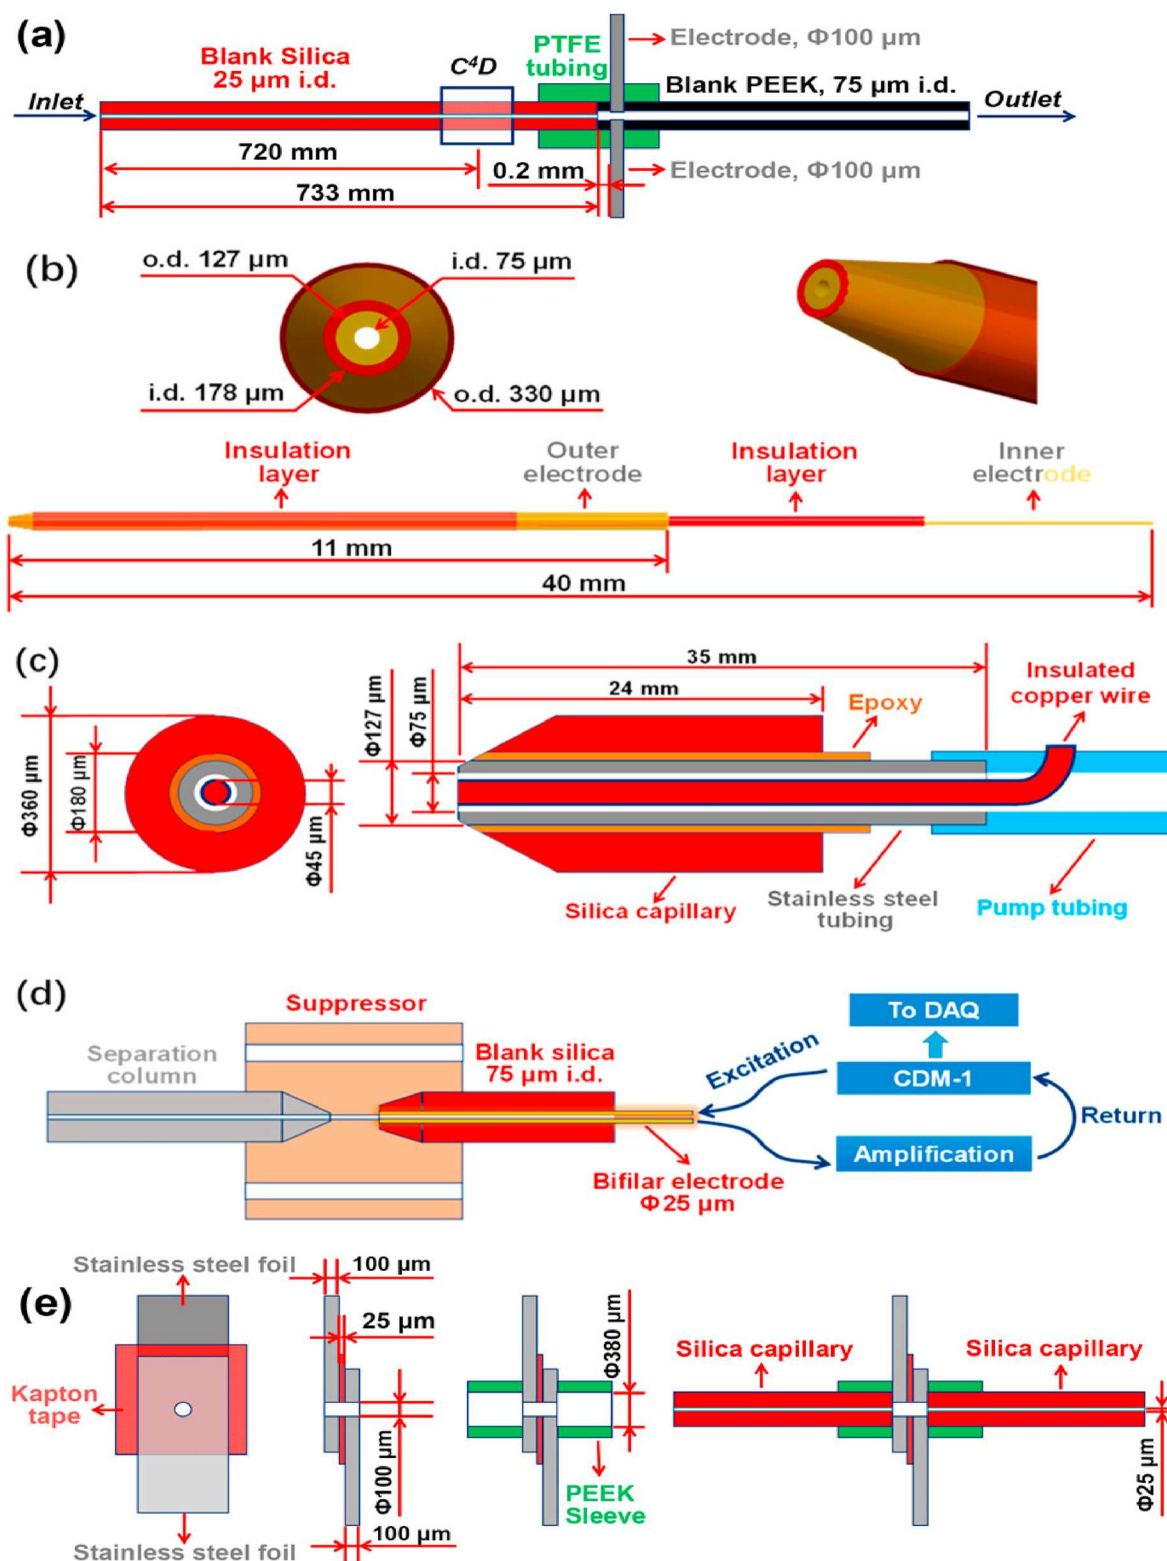 (a)
Blank Silica
25 µm i.d.
C⁴D
PTFE
tubing
Electrode, Φ100 µm
Blank PEEK, 75 µm i.d.
Inlet
Outlet
720 mm
0.2 mm
Electrode, Φ100 µm
733 mm
(b)
o.d. 127 µm
i.d. 75 µm
i.d. 178 µm
o.d. 330 µm
Insulation
layer
Outer
electrode
Insulation
layer
Inner
electrode
11 mm
40 mm
(c)
Φ360 µm
Φ180 µm
Φ45 µm
Φ127 µm
Φ75 µm
35 mm
24 mm
Epoxy
Insulated
copper wire
Silica capillary
Stainless steel
tubing
Pump tubing
(d)
Suppressor
Separation
column
Blank silica
75 µm i.d.
Excitation
To DAQ
CDM-1
Return
Amplification
Bifilar electrode
Φ25 µm
(e)
Stainless steel foil
Kapton
tape
Stainless steel foil
100 µm
25 µm
Φ100 µm
100 µm
Φ380 µm
PEEK
Sleeve
Silica capillary
Silica capillary
Φ25 µm